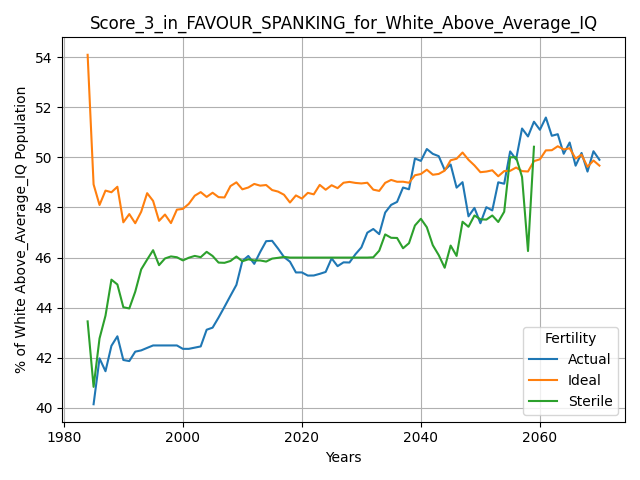 Score_3_in_FAVOUR_SPANKING_for_White_Above_Average_IQ
% of White Above_Average_IQ Population
54
52
50
48
46
44
42
40
1980
2000
2020
2040
2060
Years
Fertility
Actual
Ideal
Sterile